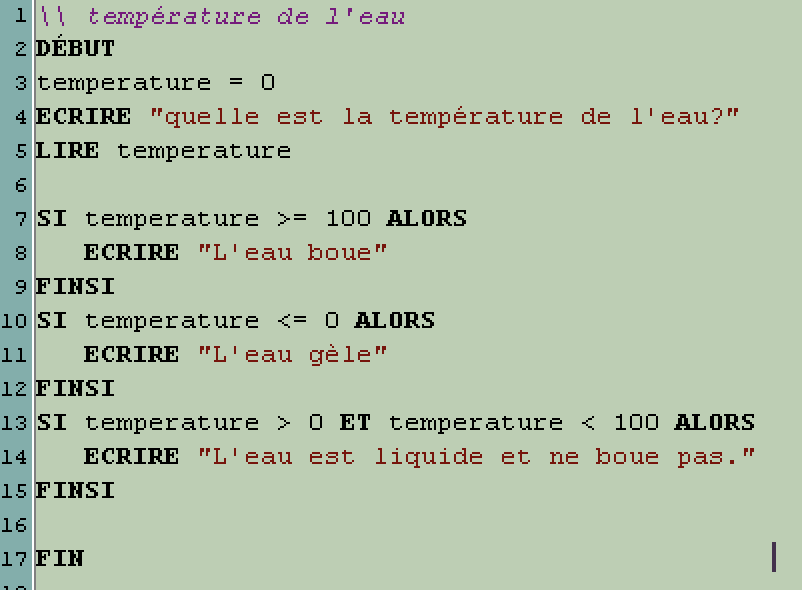 1 \\ température de l'eau
2 DÉBUT
3 temperature = 0
4 ECRIRE "quelle est la température de l'eau?"
5 LIRE temperature
6
7 SI temperature >= 100 ALORS
8 ECRIRE "L'eau boue"
9 FINSI
10 SI temperature <= 0 ALORS
11 ECRIRE "L'eau gèle"
12 FINSI
13 SI temperature > 0 ET temperature < 100 ALORS
14 ECRIRE "L'eau est liquide et ne boue pas."
15 FINSI
16
17 FIN